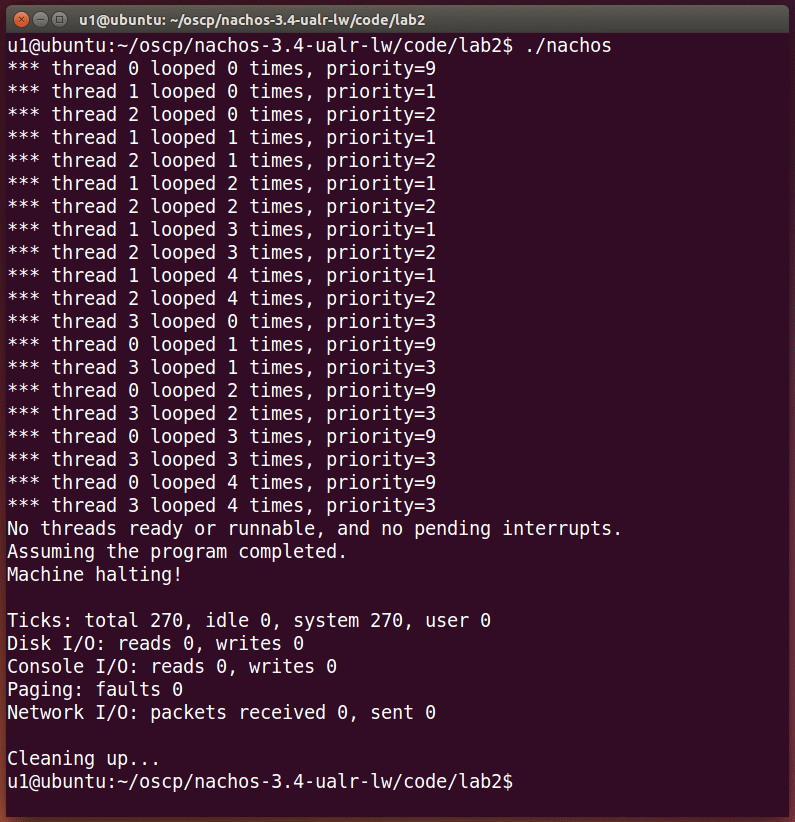 u1@ubuntu: ~/oscp/nachos-3.4-ualr-lw/code/lab2
u1@ubuntu:~/oscp/nachos-3.4-ualr-lw/code/lab2$ ./nachos
*** thread 0 looped 0 times, priority=9
*** thread 1 looped 0 times, priority=1
*** thread 2 looped 0 times, priority=2
*** thread 1 looped 1 times, priority=1
*** thread 2 looped 1 times, priority=2
*** thread 1 looped 2 times, priority=1
*** thread 2 looped 2 times, priority=2
*** thread 1 looped 3 times, priority=1
*** thread 2 looped 3 times, priority=2
*** thread 1 looped 4 times, priority=1
*** thread 2 looped 4 times, priority=2
*** thread 3 looped 0 times, priority=3
*** thread 0 looped 1 times, priority=9
*** thread 3 looped 1 times, priority=3
*** thread 0 looped 2 times, priority=9
*** thread 3 looped 2 times, priority=3
*** thread 0 looped 3 times, priority=9
*** thread 3 looped 3 times, priority=3
*** thread 0 looped 4 times, priority=9
*** thread 3 looped 4 times, priority=3
No threads ready or runnable, and no pending interrupts.
Assuming the program completed.
Machine halting!

Ticks: total 270, idle 0, system 270, user 0
Disk I/O: reads 0, writes 0
Console I/O: reads 0, writes 0
Paging: faults 0
Network I/O: packets received 0, sent 0

Cleaning up...
u1@ubuntu:~/oscp/nachos-3.4-ualr-lw/code/lab2$